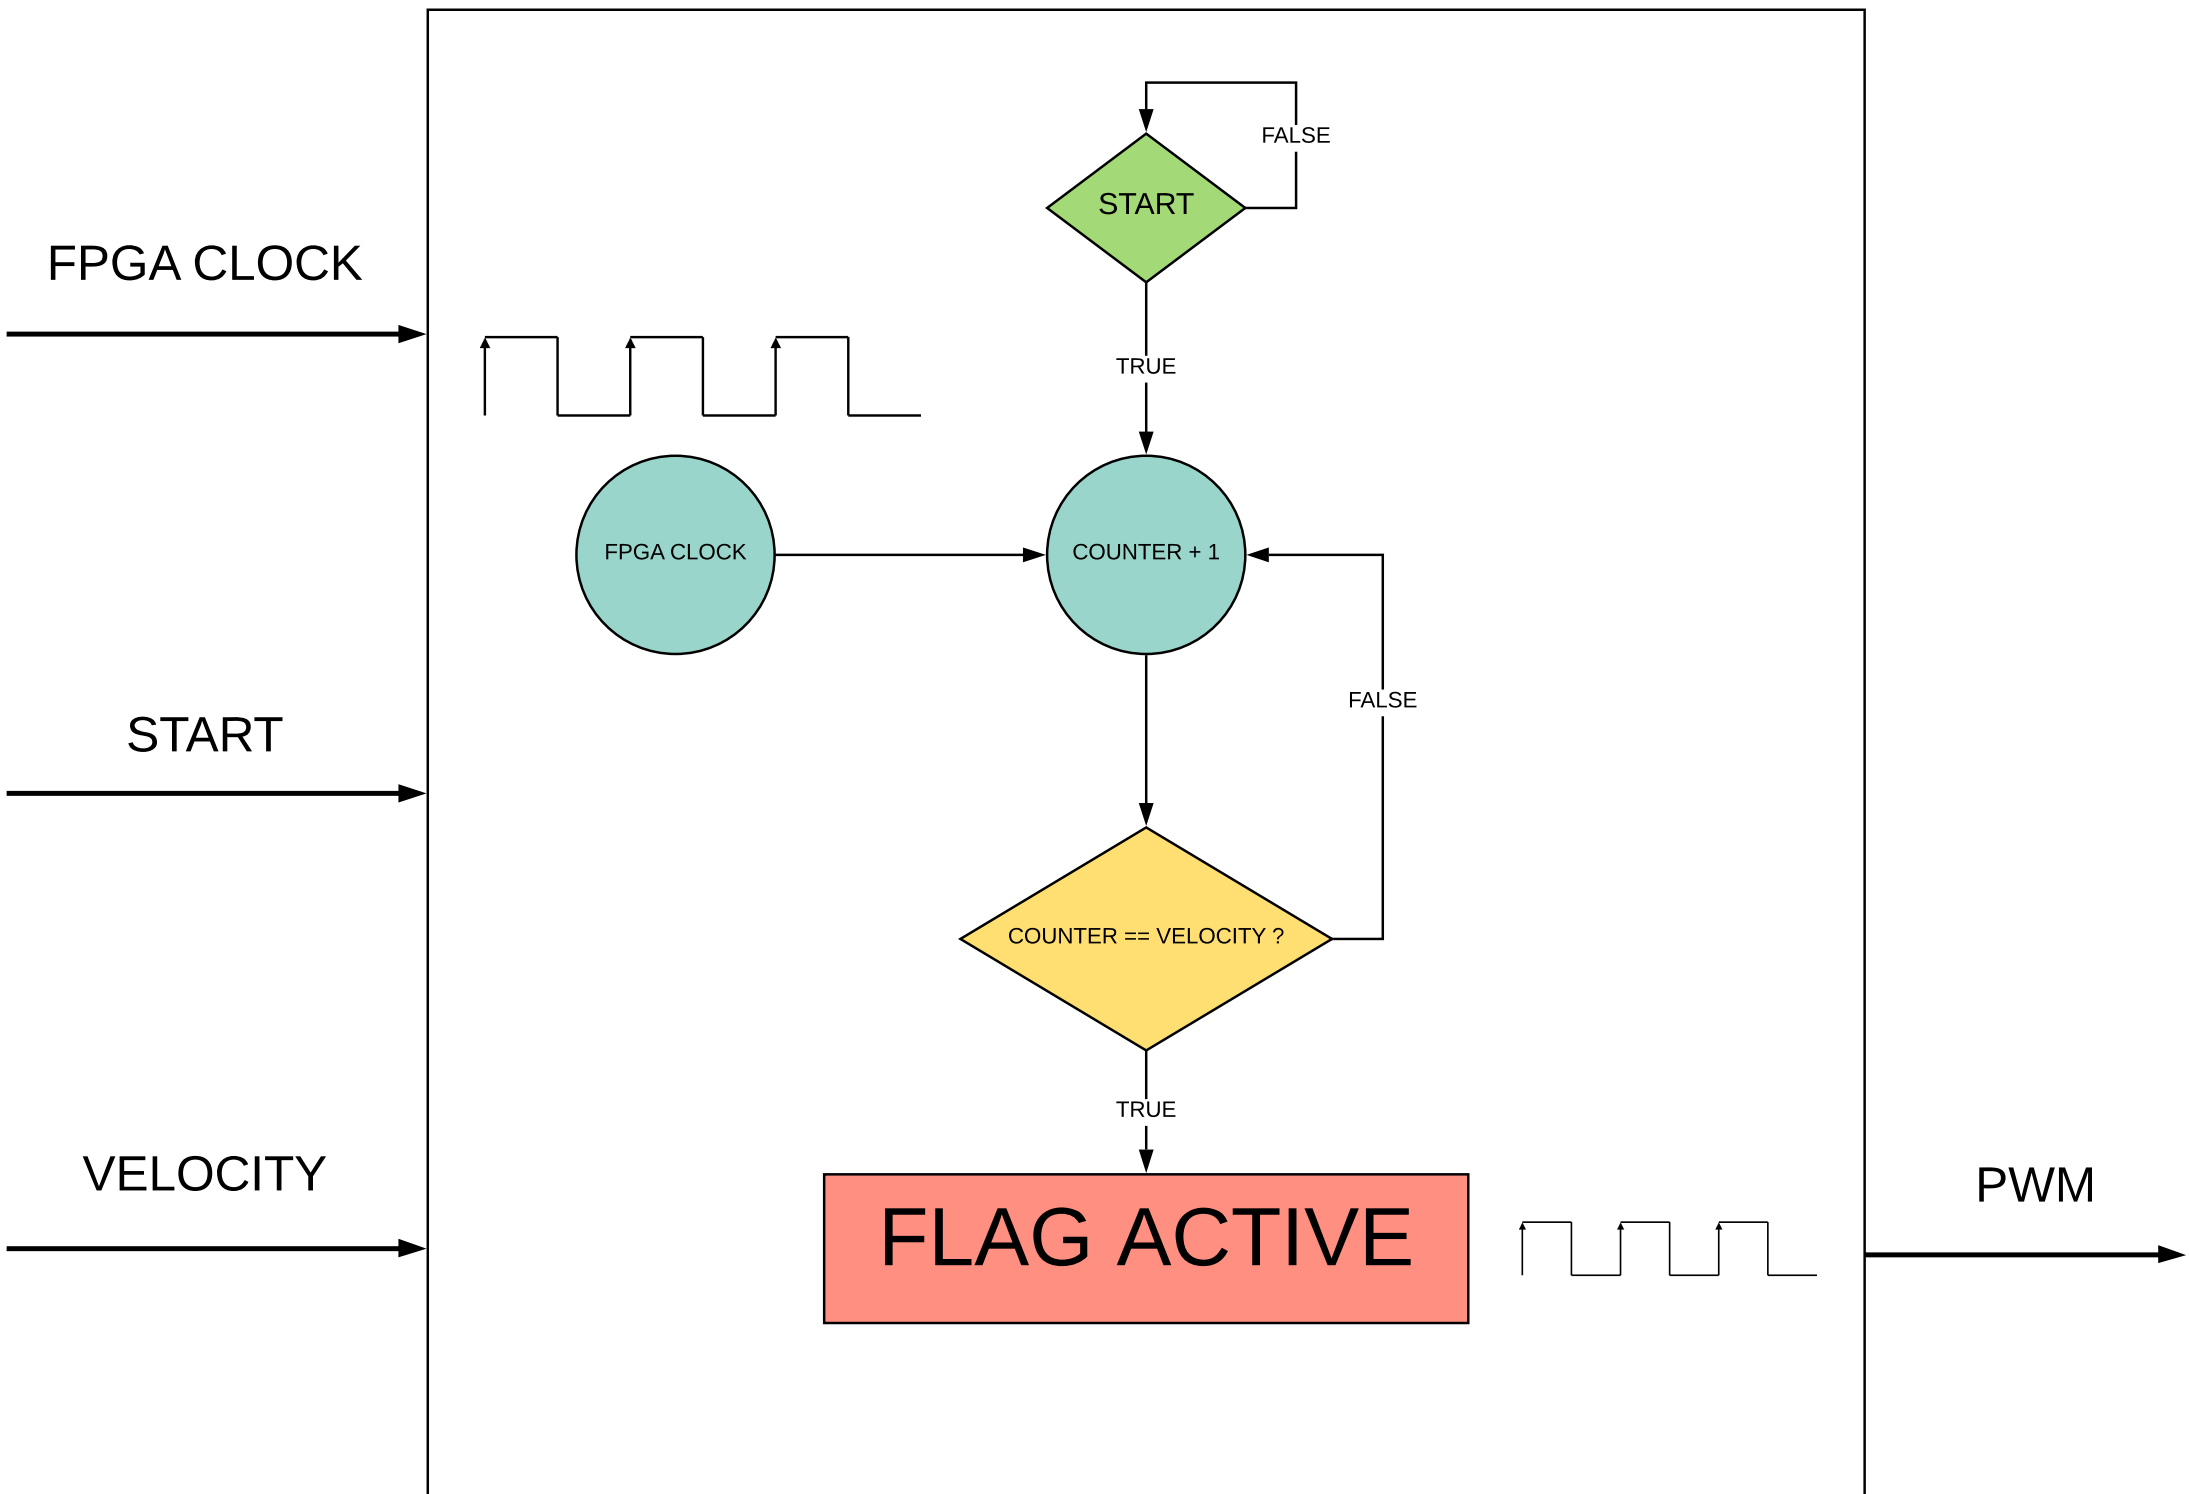 FALSE
START
FPGA CLOCK
TRUE
FPGA CLOCK
COUNTER + 1
FALSE
START
COUNTER == VELOCITY ?
TRUE
VELOCITY
FLAG ACTIVE
PWM